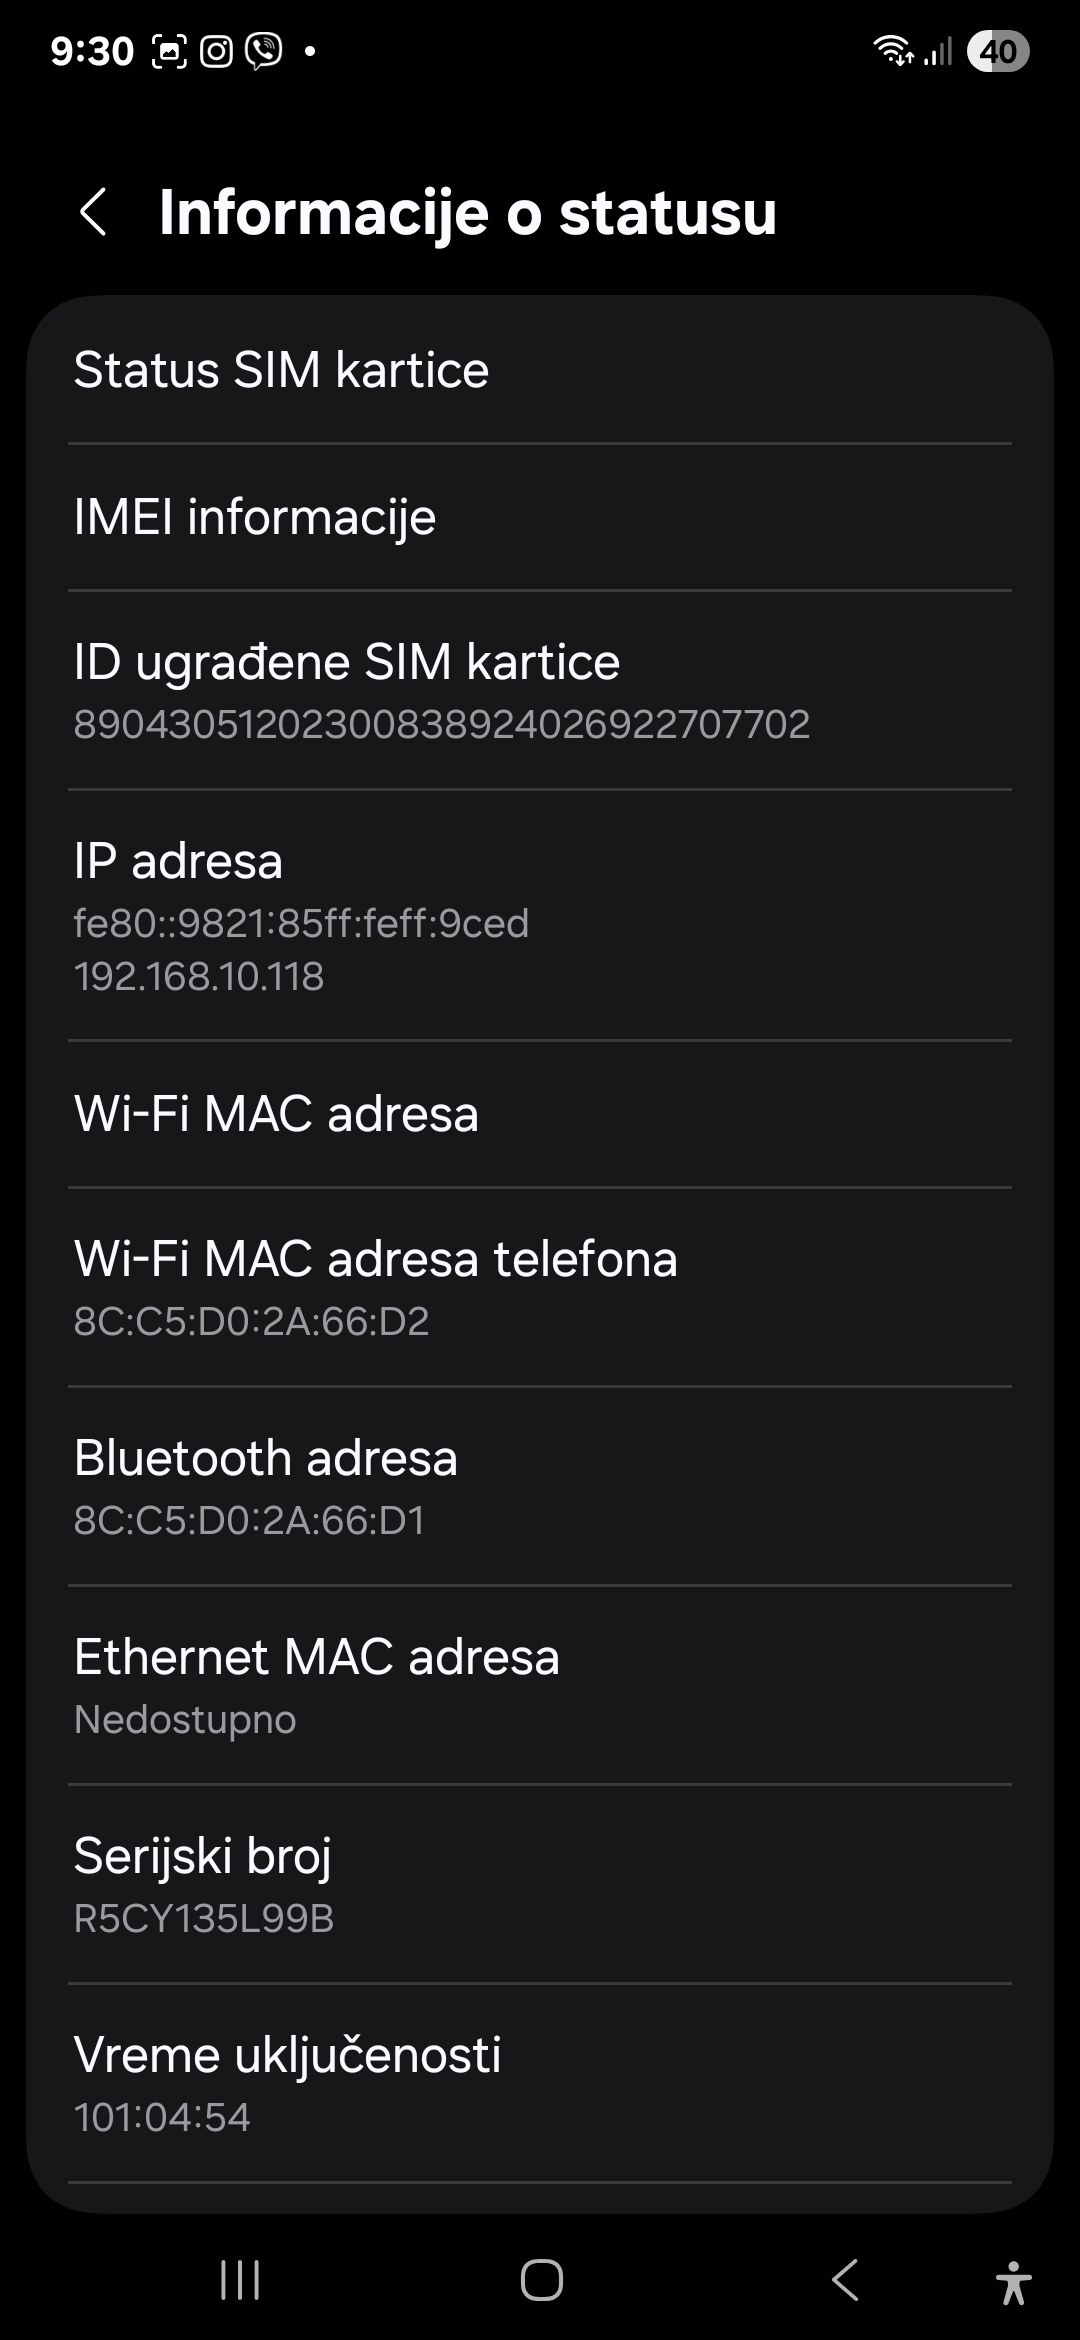 9:30
40
Informacije o statusu
Status SIM kartice
IMEI informacije
ID ugrađene SIM kartice
89043051202300838924026922707702
IP adresa
fe80::9821:85ff:feff:9ced
192.168.10.118
Wi-Fi MAC adresa
Wi-Fi MAC adresa telefona
8C:C5:D0:2A:66:D2
Bluetooth adresa
8C:C5:D0:2A:66:D1
Ethernet MAC adresa
Nedostupno
Serijski broj
R5CY135L99B
Vreme uključenosti
101:04:54